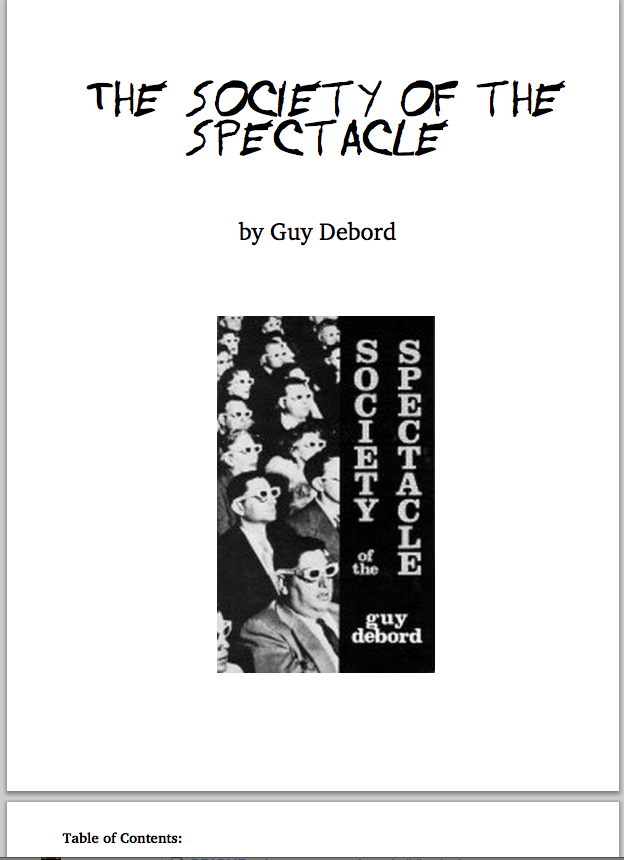 THE SOCIETY OF THE
SPECTACLE
by Guy Debord
SOCIETY
of
the
SPECTACLE
guy
debord
Table of Contents: